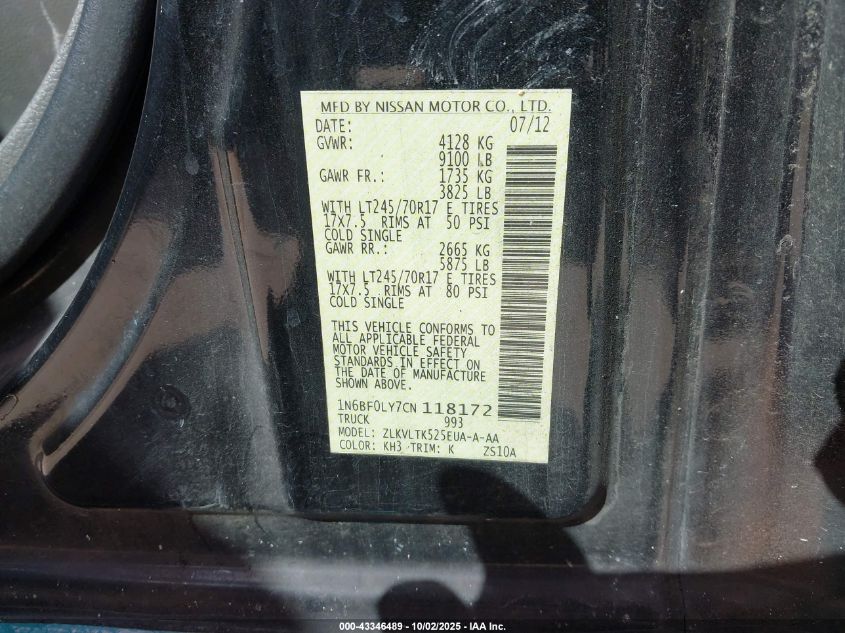 MFD BY NISSAN MOTOR CO., LTD.
DATE: 07/12
GVWR: 4128 KG
9100 LB
GAWR FR.: 1735 KG
3825 LB
WITH LT245/70R17 E TIRES
17X7.5 RIMS AT 50 PSI
COLD SINGLE
GAWR RR.: 2665 KG
5875 LB
WITH LT245/70R17 E TIRES
17X7.5 RIMS AT 80 PSI
COLD SINGLE
THIS VEHICLE CONFORMS TO
ALL APPLICABLE FEDERAL
MOTOR VEHICLE SAFETY
STANDARDS IN EFFECT ON
THE DATE OF MANUFACTURE
SHOWN ABOVE.
1N6BF0LY7CN 118172
TRUCK 993
MODEL: ZLKVLTK525EUA-A-AA
COLOR: KH3 TRIM: K ZS10A
000-43346489 - 10/02/2025 - IAA Inc.